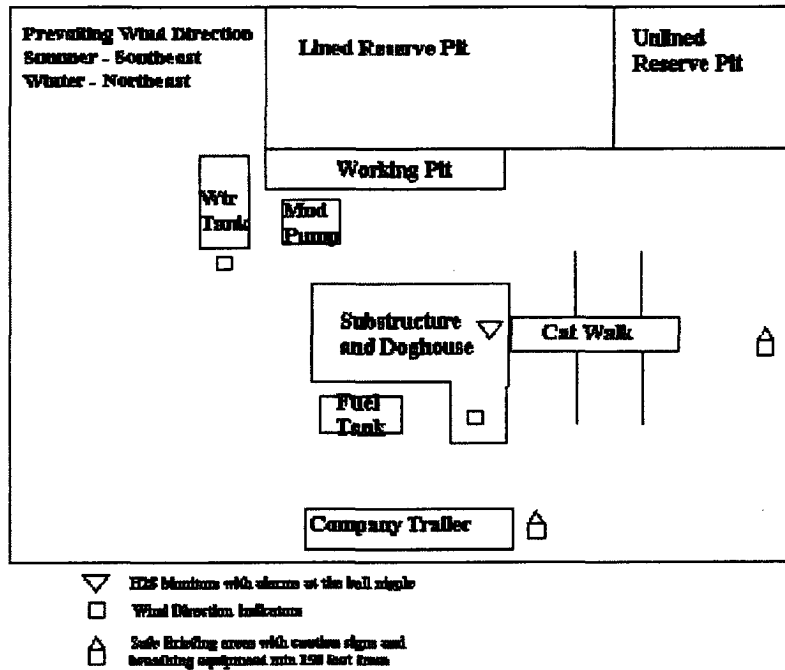 Prevailing Wind Direction
Summer - Southeast
Winter - Northeast
Lined Reserve Pit
Unlined
Reserve Pit
Working Pit
Wtr
Tank
Mud
Pump
Substructure
and Doghouse
Cat Walk
Fuel
Tank
Company Trailer
H2S Monitors with alarms at the bell nipple
Wind Direction Indicators
Safe Briefing areas with caution signs and
breathing equipment min 150 feet from